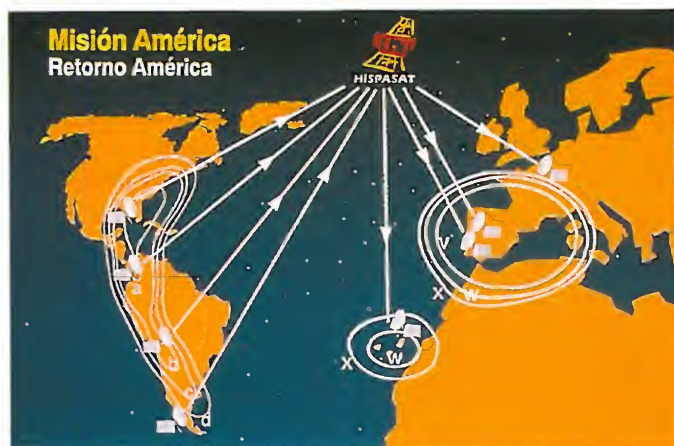 Misión América
Retorno América
HISPASAT
V
X W
X
W
a
d